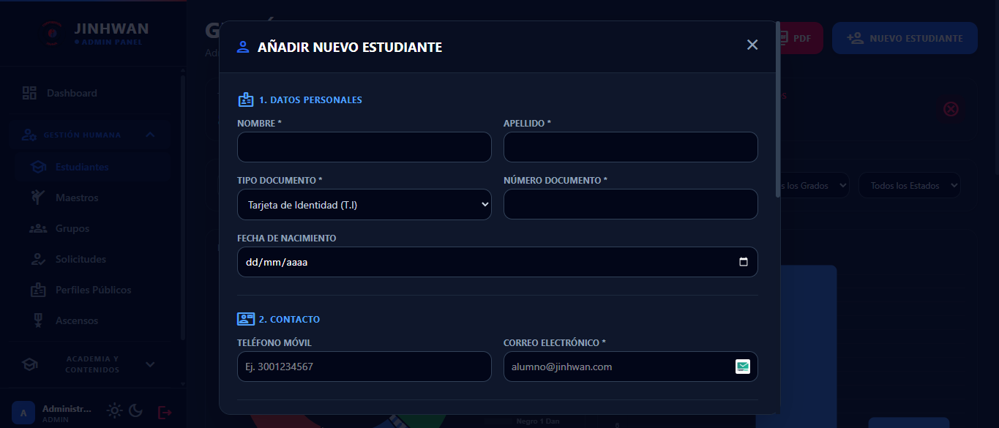 JINHWAN
ADMIN PANEL
Dashboard
GESTIÓN HUMANA
Estudiantes
Maestros
Grupos
Solicitudes
Perfiles Públicos
Ascensos
ACADEMIA Y
CONTENIDOS
A
Administr...
ADMIN
G
Ad
PDF
NUEVO ESTUDIANTE
s los Grados
Todos los Estados
AÑADIR NUEVO ESTUDIANTE
1. DATOS PERSONALES
NOMBRE *
APELLIDO *
TIPO DOCUMENTO *
NÚMERO DOCUMENTO *
Tarjeta de Identidad (T.I)
FECHA DE NACIMIENTO
dd/mm/aaaa
2. CONTACTO
TELÉFONO MÓVIL
CORREO ELECTRÓNICO *
Ej. 3001234567
alumno@jinhwan.com
Negro 1 Dan
0